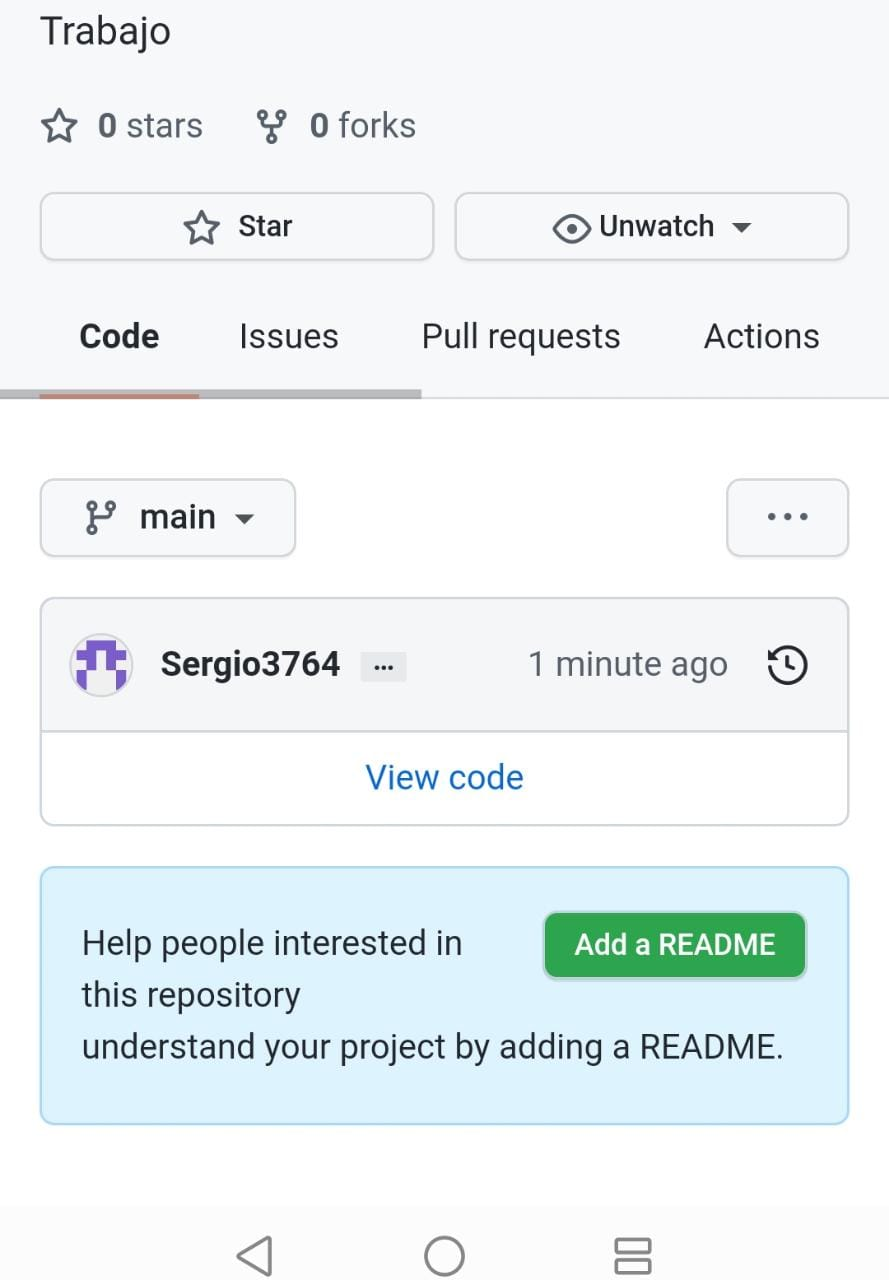 Trabajo
0 stars 0 forks
Star Unwatch
Code Issues Pull requests Actions
main ...
Sergio3764 ... 1 minute ago
View code
Help people interested in Add a README
this repository
understand your project by adding a README.